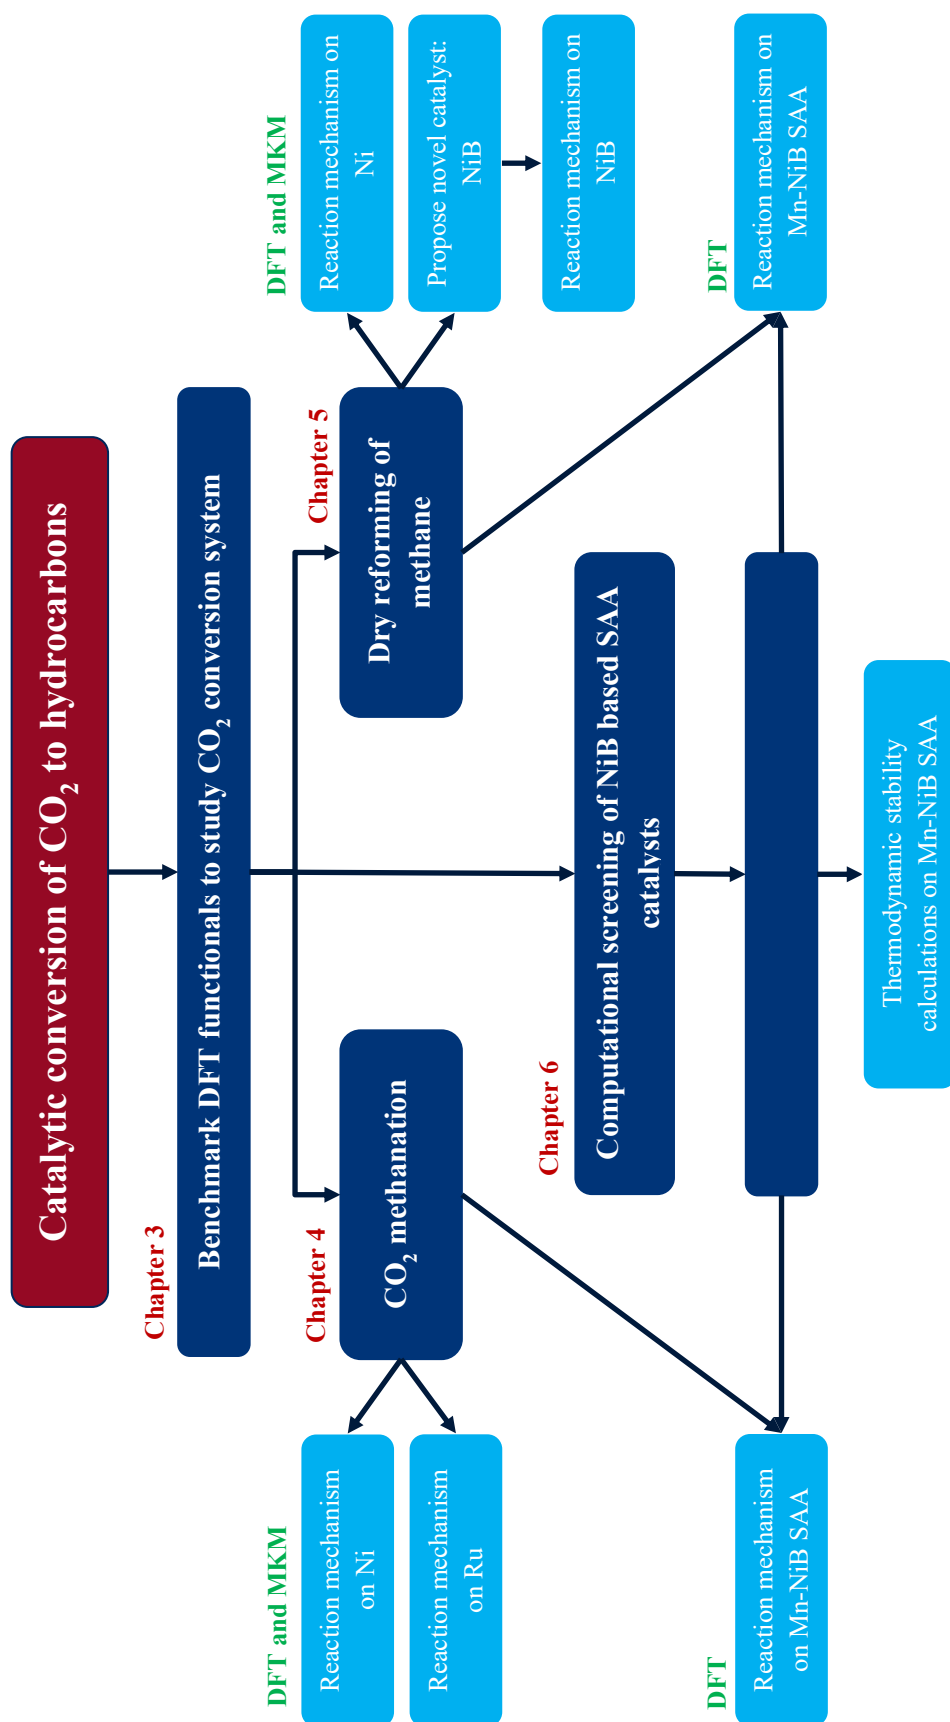 Catalytic conversion of CO₂ to hydrocarbons
Chapter 3
Benchmark DFT functionals to study CO₂ conversion system
DFT and MKM
Reaction mechanism
on Ni
Reaction mechanism
on Ru
Chapter 4
CO₂ methanation
Chapter 5
Dry reforming of
methane
DFT and MKM
Reaction mechanism on
Ni
Propose novel catalyst:
NiB
Reaction mechanism on
NiB
Chapter 6
Computational screening of NiB based SAA
catalysts
DFT
Reaction mechanism
on Mn-NiB SAA
DFT
Reaction mechanism on
Mn-NiB SAA
Thermodynamic stability
calculations on Mn-NiB SAA